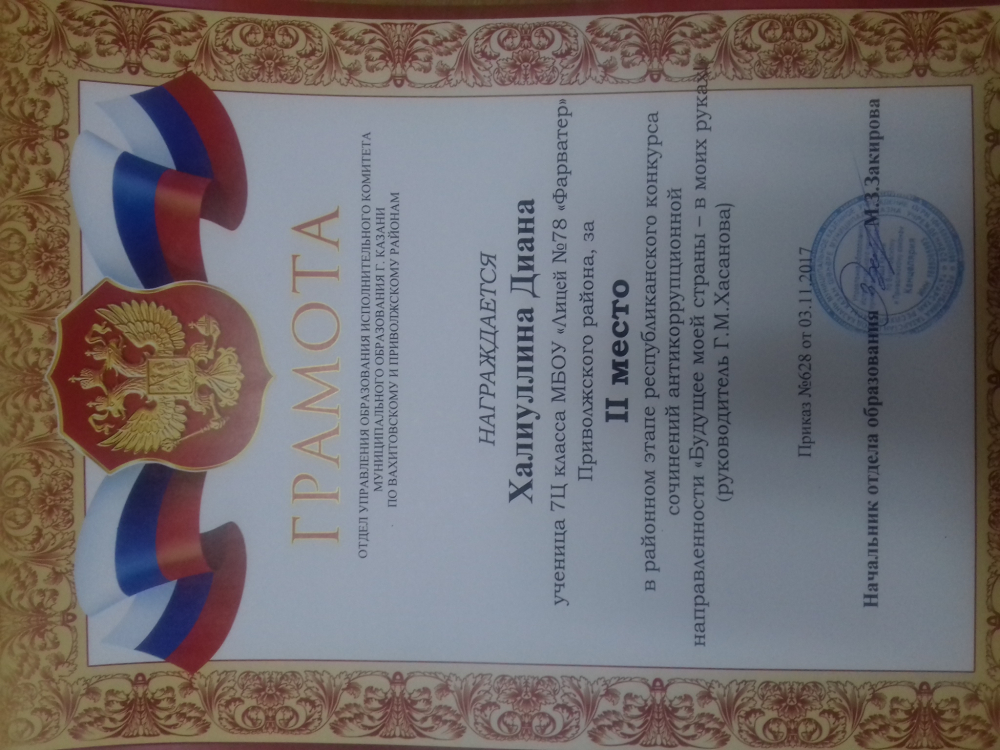 ГРАМОТА
ОТДЕЛ УПРАВЛЕНИЯ ОБРАЗОВАНИЯ ИСПОЛНИТЕЛЬНОГО КОМИТЕТА
МУНИЦИПАЛЬНОГО ОБРАЗОВАНИЯ Г. КАЗАНИ
ПО ВАХИТОВСКОМУ И ПРИВОЛЖСКОМУ РАЙОНАМ
НАГРАЖДАЕТСЯ
Халиуллина Диана
ученица 7Ц класса МБОУ «Лицей №78 «Фарватер»
Приволжского района, за
II место
в районном этапе республиканского конкурса
сочинений антикоррупционной
направленности «Будущее моей страны – в моих руках»
(руководитель Г.М.Хасанова)
Приказ №628 от 03.11.2017
Начальник отдела образования М.З.Закирова